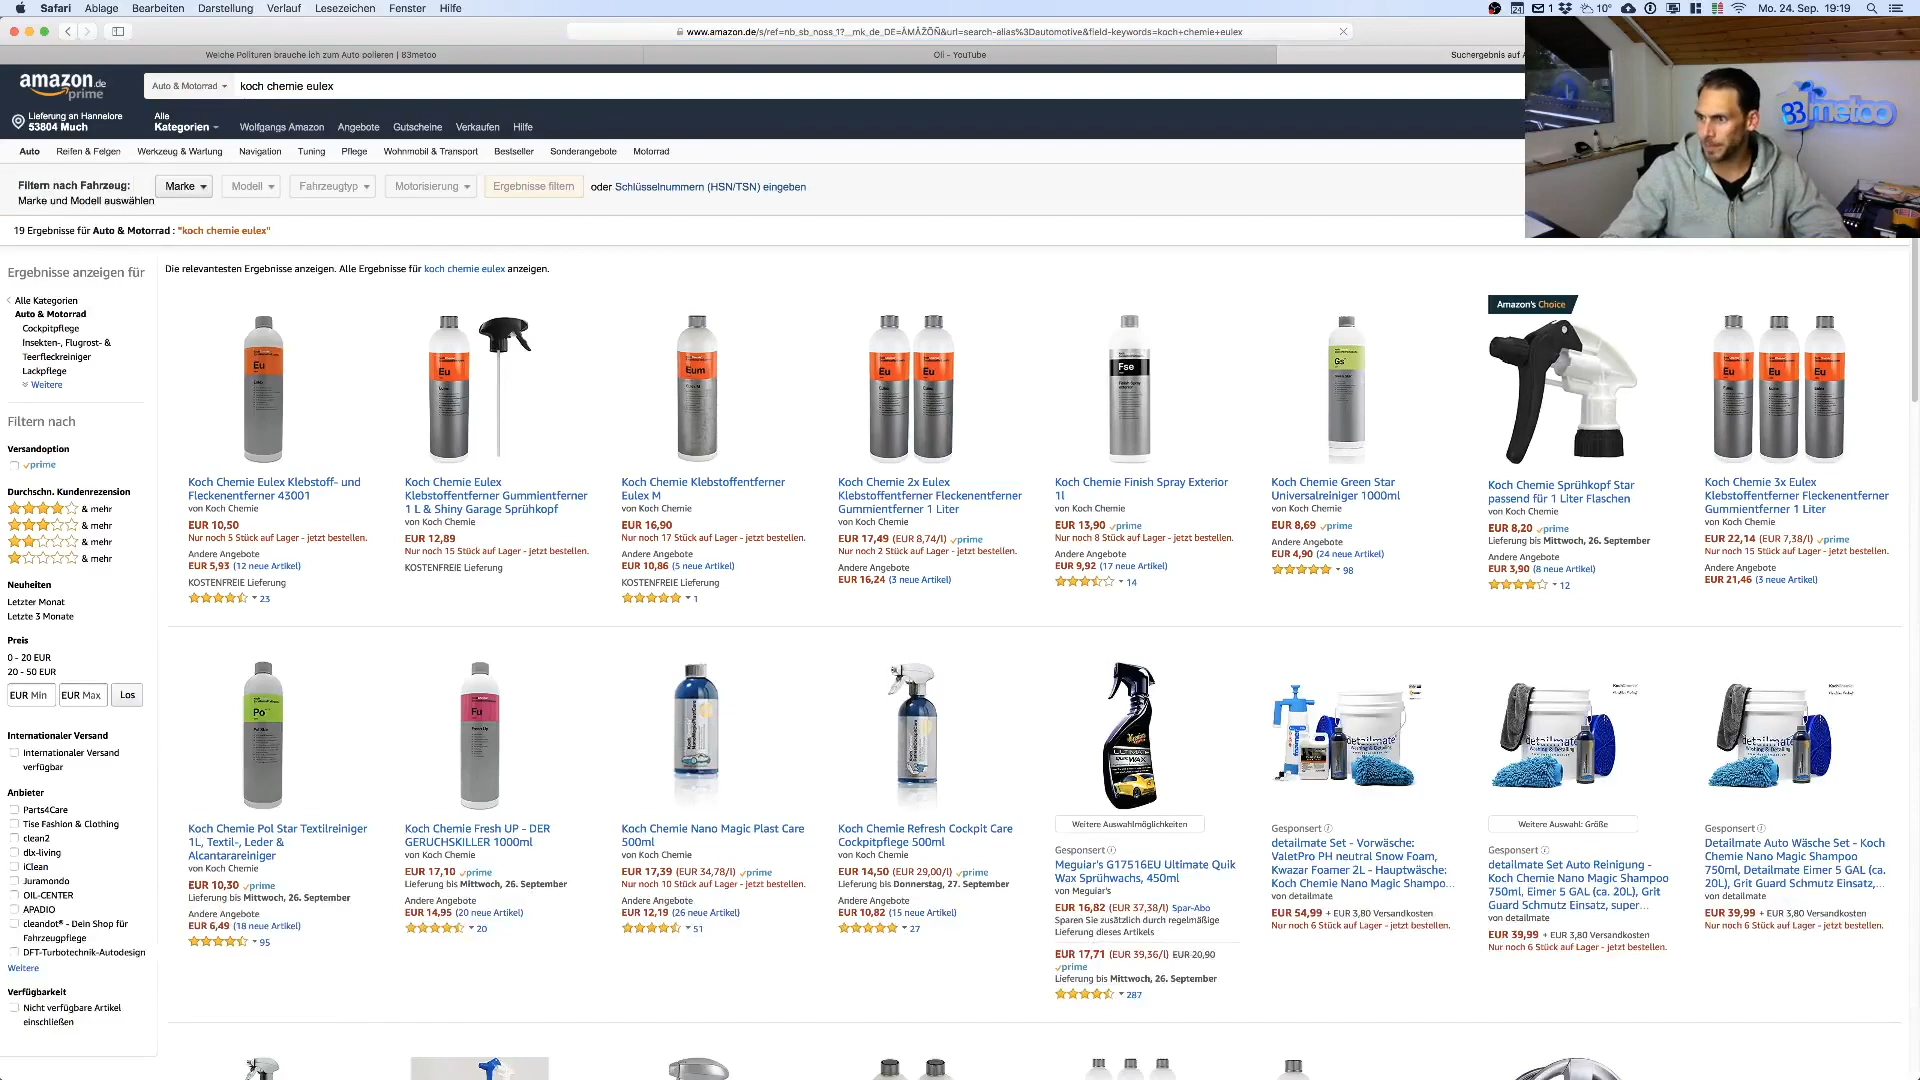 Safari Ablage Bearbeiten Darstellung Verlauf Lesezeichen Fenster Hilfe
24 1 10° Mo. 24. Sep. 19:19
www.amazon.de/s/ref=nb_sb_noss_1?__mk_de_DE=ÅMÅŽÕÑ&url=search-alias%3Dautomotive&field-keywords=koch+chemie+eulex
Welche Polituren brauche ich zum Auto polieren | 83metoo
Oli - YouTube
Suchergebnis auf A
amazon.de
prime
Auto & Motorrad
koch chemie eulex
83metoo
Lieferung an Hannelore
53804 Much
Alle
Kategorien
Wolfgangs Amazon Angebote Gutscheine Verkaufen Hilfe
Auto Reifen & Felgen Werkzeug & Wartung Navigation Tuning Pflege Wohnmobil & Transport Bestseller Sonderangebote Motorrad
Filtern nach Fahrzeug:
Marke und Modell auswählen
Marke Modell Fahrzeugtyp Motorisierung Ergebnisse filtern oder Schlüsselnummern (HSN/TSN) eingeben
19 Ergebnisse für Auto & Motorrad : "koch chemie eulex"
Ergebnisse anzeigen für
Alle Kategorien
Auto & Motorrad
Cockpitpflege
Insekten-, Flugrost- &
Teerfleckreiniger
Lackpflege
Weitere
Filtern nach
Versandoption
prime
Durchschn. Kundenrezension
& mehr
& mehr
& mehr
& mehr
Neuheiten
Letzter Monat
Letzte 3 Monate
Preis
0 - 20 EUR
20 - 50 EUR
EUR Min EUR Max Los
Internationaler Versand
Internationaler Versand
verfügbar
Anbieter
Parts4Care
Tise Fashion & Clothing
clean2
dlx-living
iClean
Juramondo
OIL-CENTER
APADIO
cleandot® - Dein Shop für
Fahrzeugpflege
DFT-Turbotechnik-Autodesign
Weitere
Verfügbarkeit
Nicht verfügbare Artikel
einschließen
Die relevantesten Ergebnisse anzeigen. Alle Ergebnisse für koch chemie eulex anzeigen.
Eu
Koch Chemie Eulex Klebstoff- und
Fleckenentferner 43001
von Koch Chemie
EUR 10,50
Nur noch 5 Stück auf Lager - jetzt bestellen.
Andere Angebote
EUR 5,93 (12 neue Artikel)
KOSTENFREIE Lieferung
23
Eu
Koch Chemie Eulex
Klebstoffentferner Gummientferner
1 L & Shiny Garage Sprühkopf
von Koch Chemie
EUR 12,89
Nur noch 15 Stück auf Lager - jetzt bestellen.
KOSTENFREIE Lieferung
Eum
Koch Chemie Klebstoffentferner
Eulex M
von Koch Chemie
EUR 16,90
Nur noch 17 Stück auf Lager - jetzt bestellen.
Andere Angebote
EUR 10,86 (5 neue Artikel)
KOSTENFREIE Lieferung
1
Eu Eu
Koch Chemie 2x Eulex
Klebstoffentferner Fleckenentferner
Gummientferner 1 Liter
von Koch Chemie
EUR 17,49 (EUR 8,74/l) prime
Nur noch 2 Stück auf Lager - jetzt bestellen.
Andere Angebote
EUR 16,24 (3 neue Artikel)
Fse
Koch Chemie Finish Spray Exterior
1l
von Koch Chemie
EUR 13,90 prime
Nur noch 8 Stück auf Lager - jetzt bestellen.
Andere Angebote
EUR 9,92 (17 neue Artikel)
14
Gs
Koch Chemie Green Star
Universalreiniger 1000ml
von Koch Chemie
EUR 8,69 prime
Andere Angebote
EUR 4,90 (24 neue Artikel)
98
Amazon's Choice
Koch Chemie Sprühkopf Star
passend für 1 Liter Flaschen
von Koch Chemie
EUR 8,20 prime
Lieferung bis Mittwoch, 26. September
Andere Angebote
EUR 3,90 (8 neue Artikel)
12
Eu Eu Eu
Koch Chemie 3x Eulex
Klebstoffentferner Fleckenentferner
Gummientferner 1 Liter
von Koch Chemie
EUR 22,14 (EUR 7,38/l) prime
Nur noch 15 Stück auf Lager - jetzt bestellen.
Andere Angebote
EUR 21,46 (3 neue Artikel)
Po
Koch Chemie Pol Star Textilreiniger
1L, Textil-, Leder &
Alcantarareiniger
von Koch Chemie
EUR 10,30 prime
Lieferung bis Mittwoch, 26. September
Andere Angebote
EUR 6,49 (18 neue Artikel)
95
Fu
Koch Chemie Fresh UP - DER
GERUCHSKILLER 1000ml
von Koch Chemie
EUR 17,10 prime
Lieferung bis Mittwoch, 26. September
Andere Angebote
EUR 14,95 (20 neue Artikel)
20
Koch Chemie Nano Magic Plast Care
500ml
von Koch Chemie
EUR 17,39 (EUR 34,78/l) prime
Nur noch 10 Stück auf Lager - jetzt bestellen.
Andere Angebote
EUR 12,19 (26 neue Artikel)
51
Koch Chemie Refresh Cockpit Care
Cockpitpflege 500ml
von Koch Chemie
EUR 14,50 (EUR 29,00/l) prime
Lieferung bis Donnerstag, 27. September
Andere Angebote
EUR 10,82 (15 neue Artikel)
27
Weitere Auswahlmöglichkeiten
Gesponsert
Meguiar's G17516EU Ultimate Quik
Wax Sprühwachs, 450ml
von Meguiar's
EUR 16,82 (EUR 37,38/l) Spar-Abo
Sparen Sie zusätzlich durch regelmäßige
Lieferung dieses Artikels
EUR 17,71 (EUR 39,36/l) EUR 20,90
prime
Lieferung bis Mittwoch, 26. September
287
detailmate
Gesponsert
detailmate Set - Vorwäsche:
ValetPro PH neutral Snow Foam,
Kwazar Foamer 2L - Hauptwäsche:
Koch Chemie Nano Magic Shampo...
von detailmate
EUR 54,99 + EUR 3,80 Versandkosten
Nur noch 6 Stück auf Lager - jetzt bestellen.
detailmate
Weitere Auswahl: Größe
Gesponsert
detailmate Set Auto Reinigung -
Koch Chemie Nano Magic Shampoo
750ml, Eimer 5 GAL (ca. 20L), Grit
Guard Schmutz Einsatz, super...
von detailmate
EUR 39,99 + EUR 3,80 Versandkosten
Nur noch 6 Stück auf Lager - jetzt bestellen.
detailmate
Gesponsert
Detailmate Auto Wäsche Set - Koch
Chemie Nano Magic Shampoo
750ml, Detailmate Eimer 5 GAL (ca.
20L), Grit Guard Schmutz Einsatz,...
von detailmate
EUR 39,99 + EUR 3,80 Versandkosten
Nur noch 6 Stück auf Lager - jetzt bestellen.